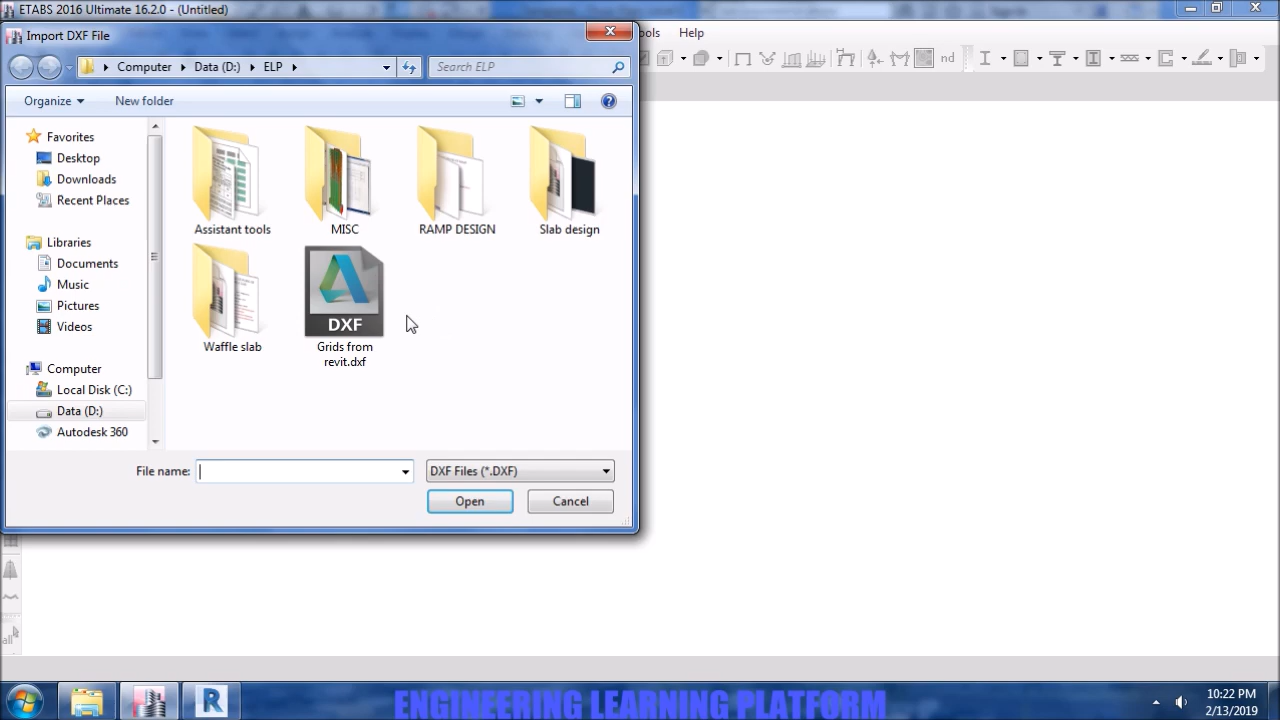 ETABS 2016 Ultimate 16.2.0 - (Untitled)
Import DXF File
ols Help
Computer Data (D:) ELP
Search ELP
nd
Organize New folder
Favorites
Desktop
Downloads
Recent Places
Libraries
Documents
Music
Pictures
Videos
Computer
Local Disk (C:)
Data (D:)
Autodesk 360
Assistant tools
MISC
RAMP DESIGN
Slab design
Waffle slab
DXF
Grids from
revit.dxf
File name:
DXF Files (*.DXF)
Open Cancel
all
R
ENGINEERING LEARNING PLATFORM
10:22 PM
2/13/2019